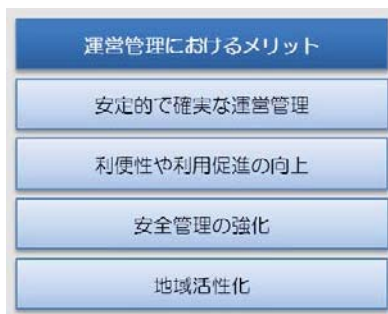 運営管理におけるメリット
安定的で確実な運営管理
利便性や利用促進の向上
安全管理の強化
地域活性化